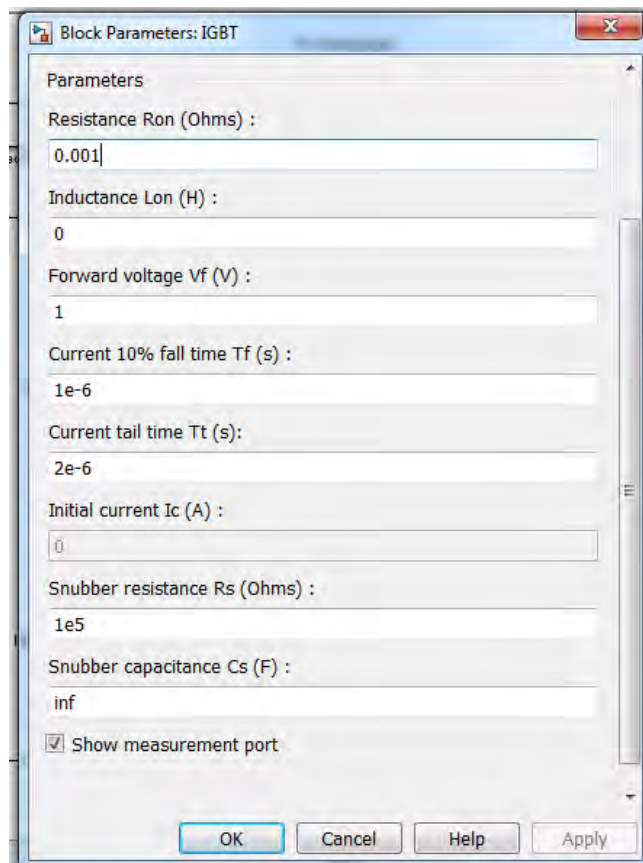 Block Parameters: IGBT
Parameters
Resistance Ron (Ohms) :
0.001
Inductance Lon (H) :
0
Forward voltage Vf (V) :
1
Current 10% fall time Tf (s) :
1e-6
Current tail time Tt (s):
2e-6
Initial current Ic (A) :
0
Snubber resistance Rs (Ohms) :
1e5
Snubber capacitance Cs (F) :
inf
Show measurement port
OK Cancel Help Apply